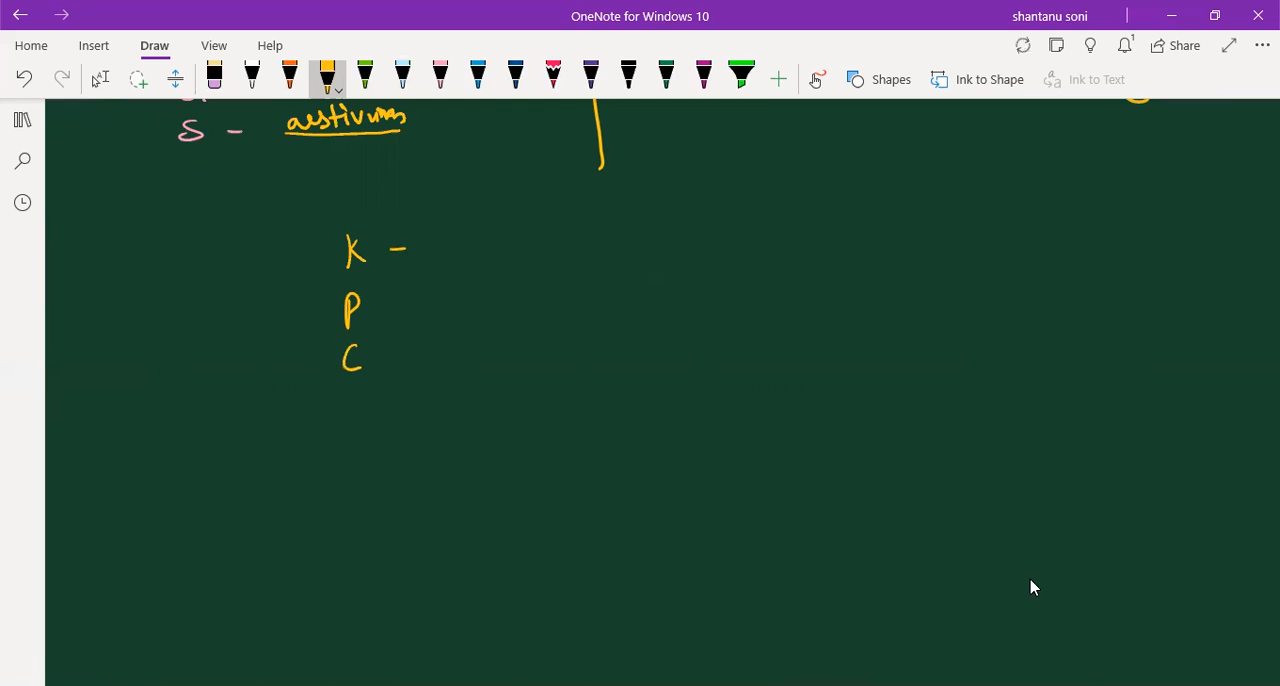 OneNote for Windows 10
shantanu soni
Home Insert Draw View Help
Share
Shapes Ink to Shape Ink to Text
S - aestivum
K -
P
C